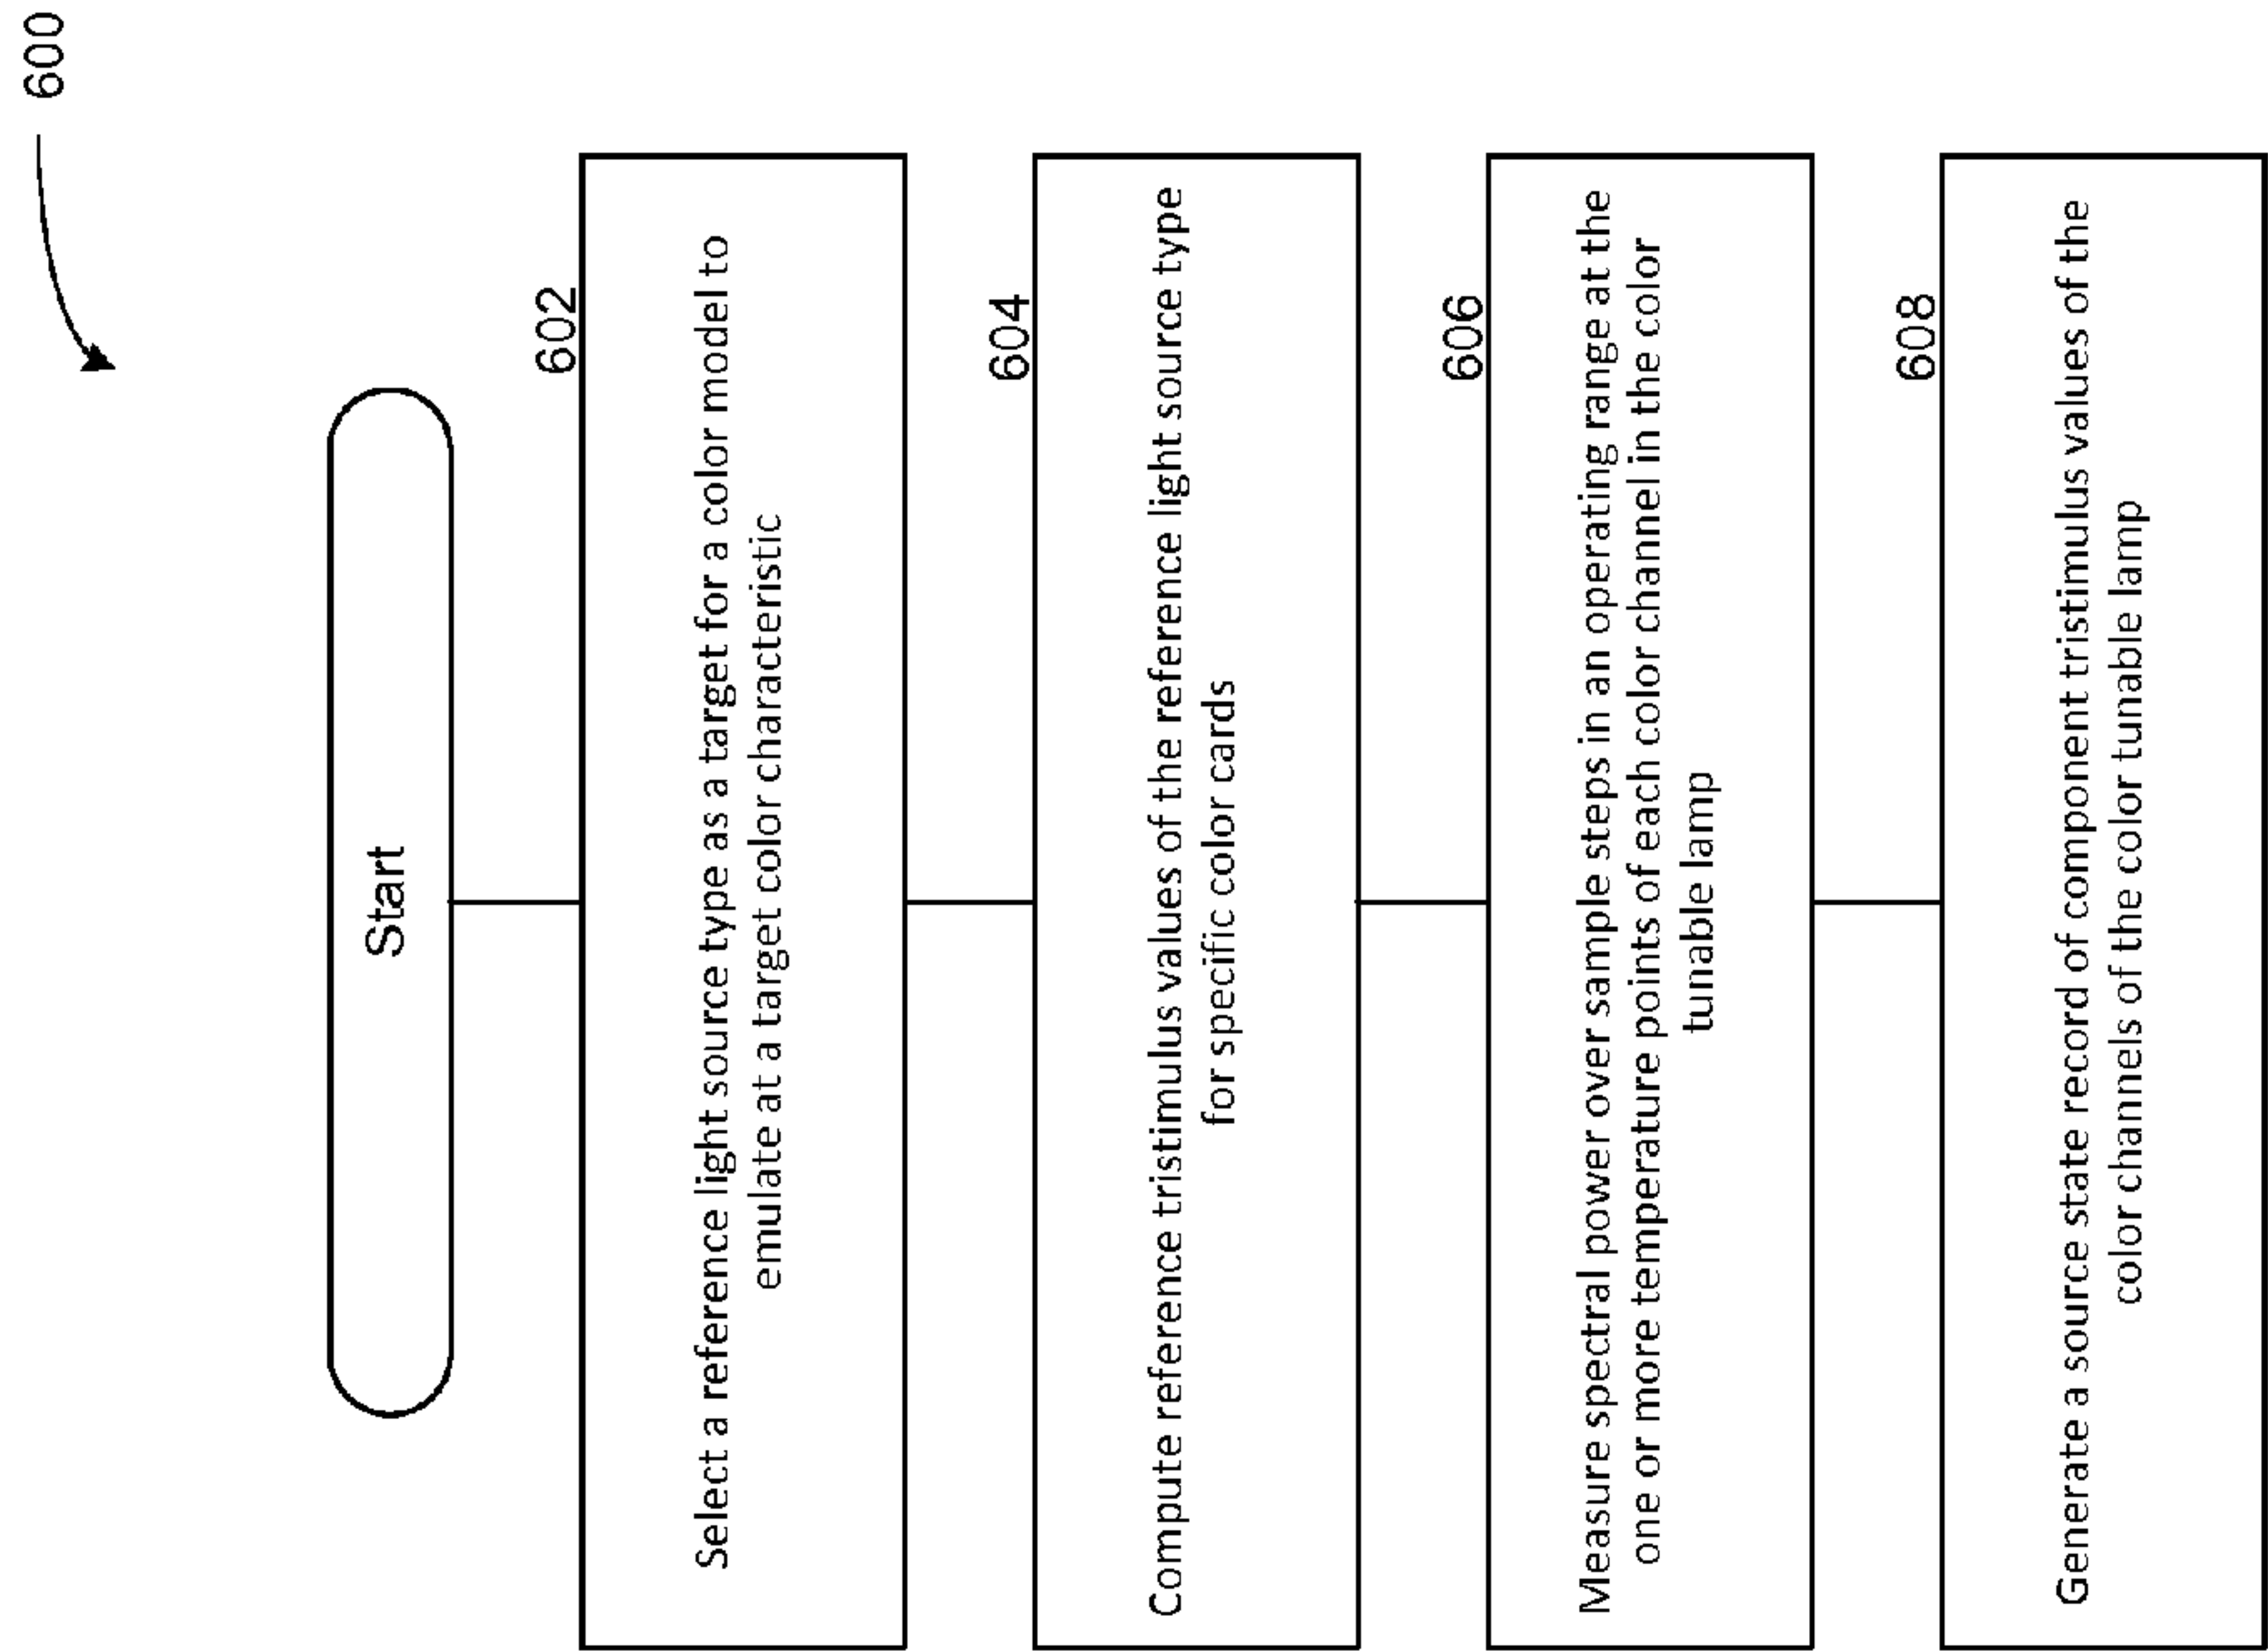 600
Start
602
Select a reference light source type as a target for a color model to
emulate at a target color characteristic
604
Compute reference tristimulus values of the reference light source type
for specific color cards
606
Measure spectral power over sample steps in an operating range at the
one or more temperature points of each color channel in the color
tunable lamp
608
Generate a source state record of component tristimulus values of the
color channels of the color tunable lamp